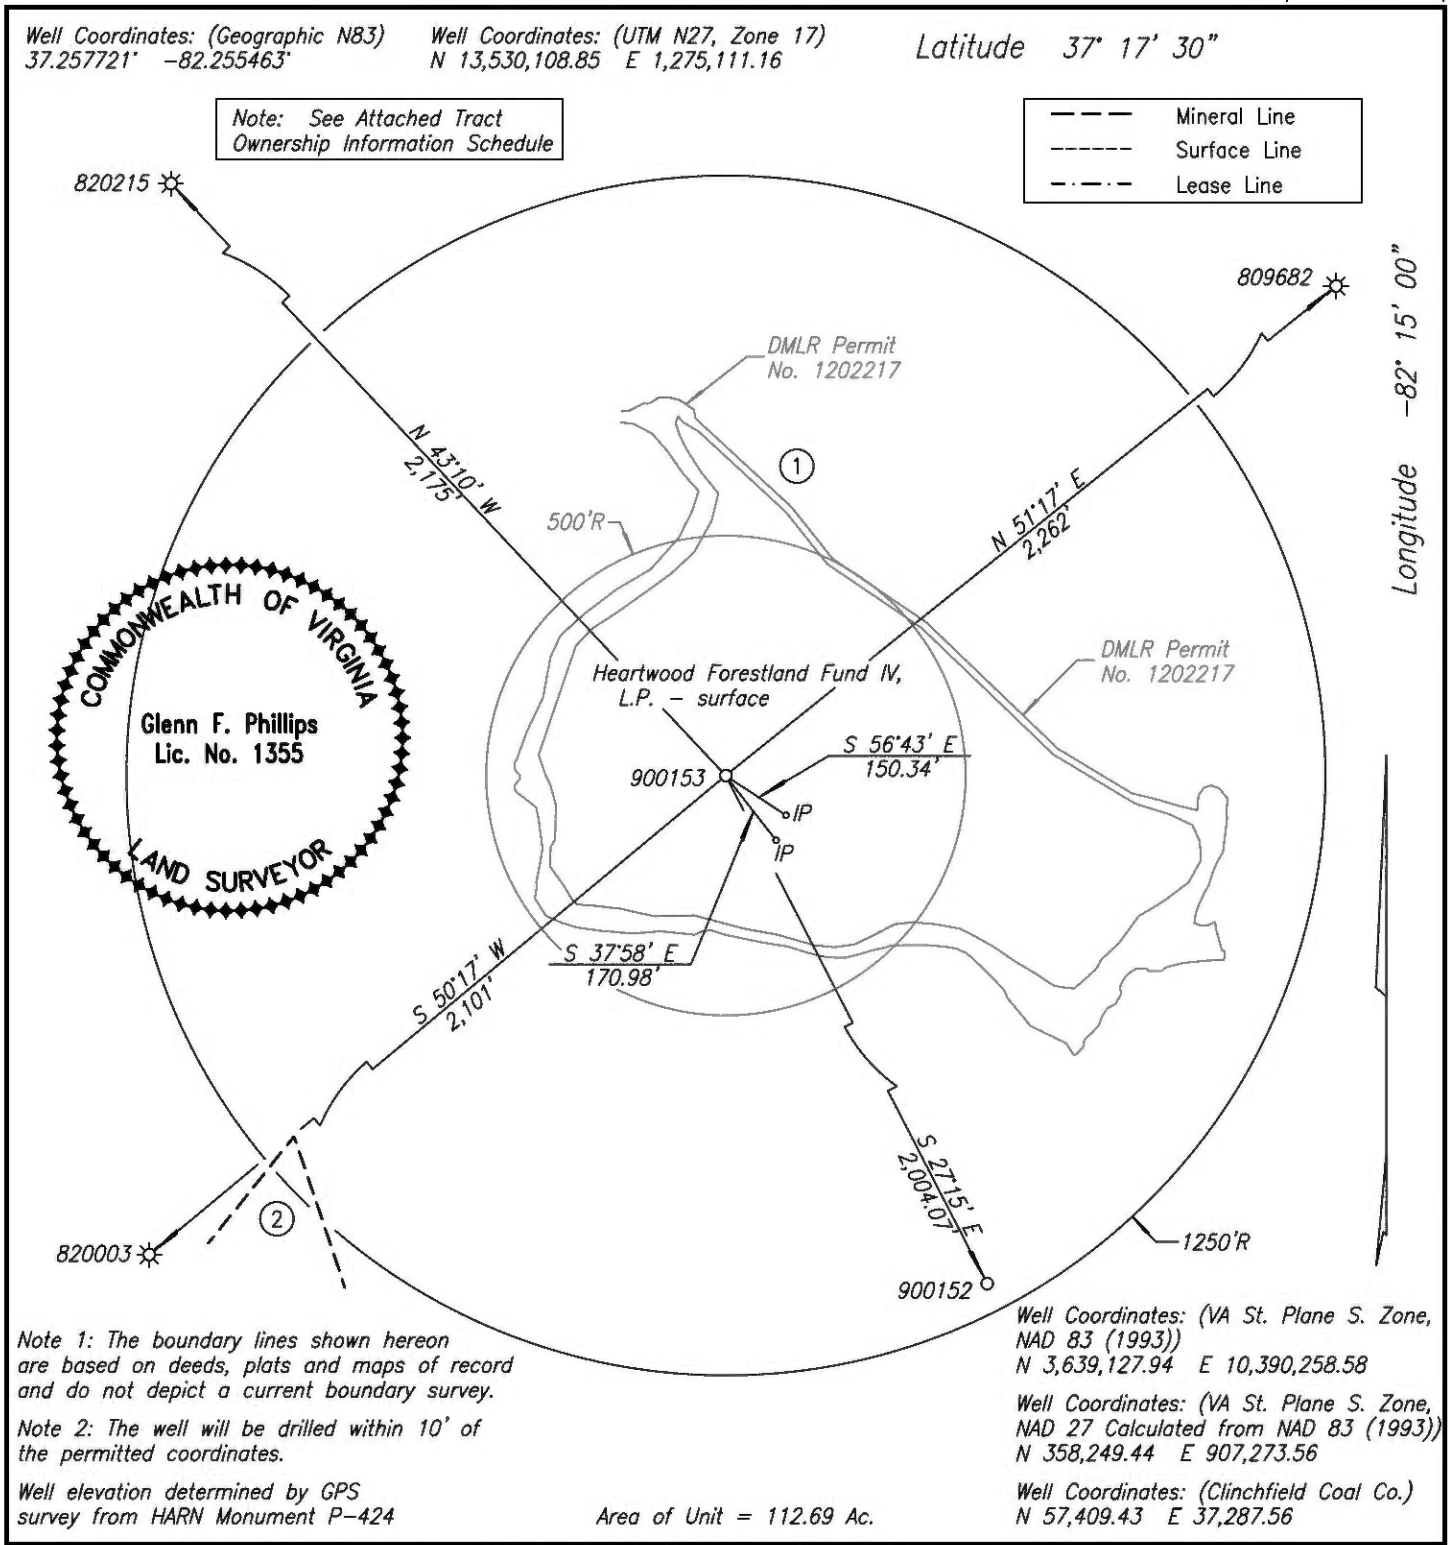 Well Coordinates: (Geographic N83)
37.257721° -82.255463°
Well Coordinates: (UTM N27, Zone 17)
N 13,530,108.85 E 1,275,111.16
Latitude 37° 17' 30"
Note: See Attached Tract
Ownership Information Schedule
Mineral Line
Surface Line
Lease Line
820215
809682
Longitude -82° 15' 00"
DMLR Permit
No. 1202217
1
N 43°10' W
2,175'
N 51°17' E
2,262'
500'R
COMMONWEALTH OF VIRGINIA
Glenn F. Phillips
Lic. No. 1355
LAND SURVEYOR
Heartwood Forestland Fund IV,
L.P. - surface
DMLR Permit
No. 1202217
S 56°43' E
150.34'
900153
IP
IP
S 37°58' E
170.98'
S 50°17' W
2,101'
S 27°15' E
2,004.07'
2
820003
1250'R
900152
Note 1: The boundary lines shown hereon
are based on deeds, plats and maps of record
and do not depict a current boundary survey.
Note 2: The well will be drilled within 10' of
the permitted coordinates.
Well elevation determined by GPS
survey from HARN Monument P-424
Area of Unit = 112.69 Ac.
Well Coordinates: (VA St. Plane S. Zone,
NAD 83 (1993))
N 3,639,127.94 E 10,390,258.58
Well Coordinates: (VA St. Plane S. Zone,
NAD 27 Calculated from NAD 83 (1993))
N 358,249.44 E 907,273.56
Well Coordinates: (Clinchfield Coal Co.)
N 57,409.43 E 37,287.56